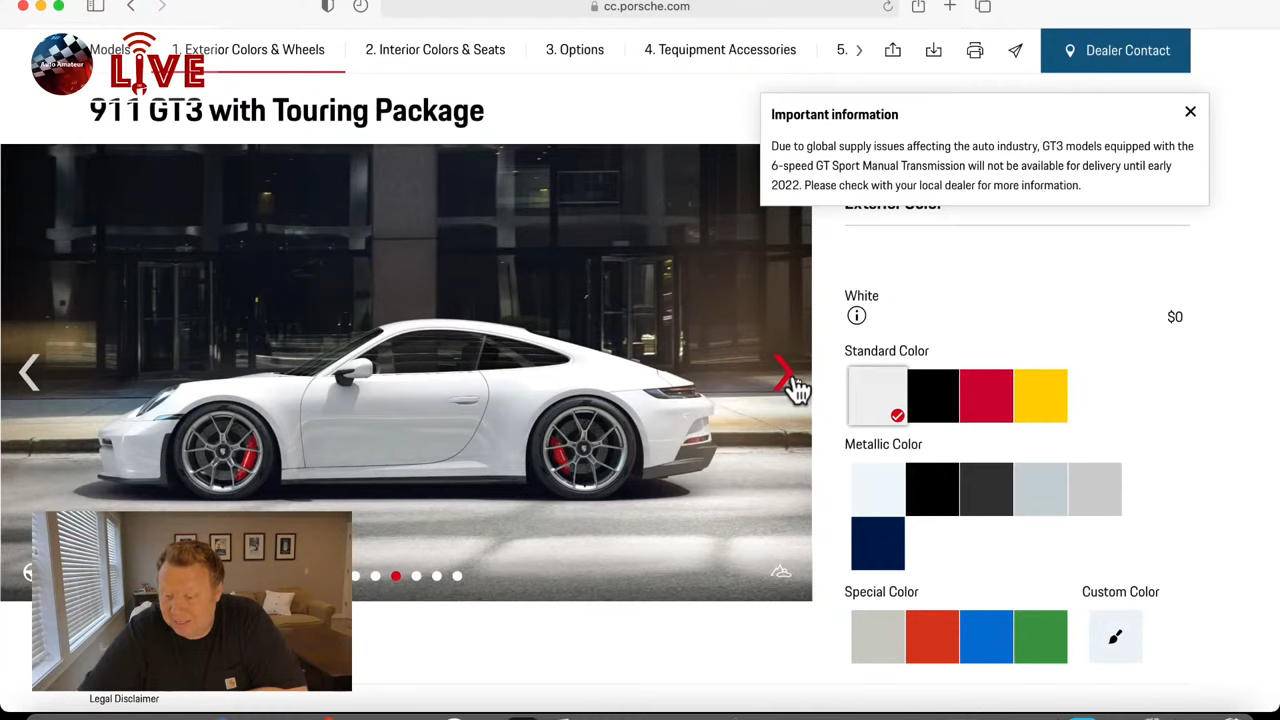 cc.porsche.com
Models
1. Exterior Colors & Wheels
2. Interior Colors & Seats
3. Options
4. Tequipment Accessories
5.
Dealer Contact
Auto Amateur
LIVE
911 GT3 with Touring Package
Important information
Due to global supply issues affecting the auto industry, GT3 models equipped with the
6-speed GT Sport Manual Transmission will not be available for delivery until early
2022. Please check with your local dealer for more information.
Exterior Color
White
$0
Standard Color
Metallic Color
Special Color
Custom Color
Legal Disclaimer